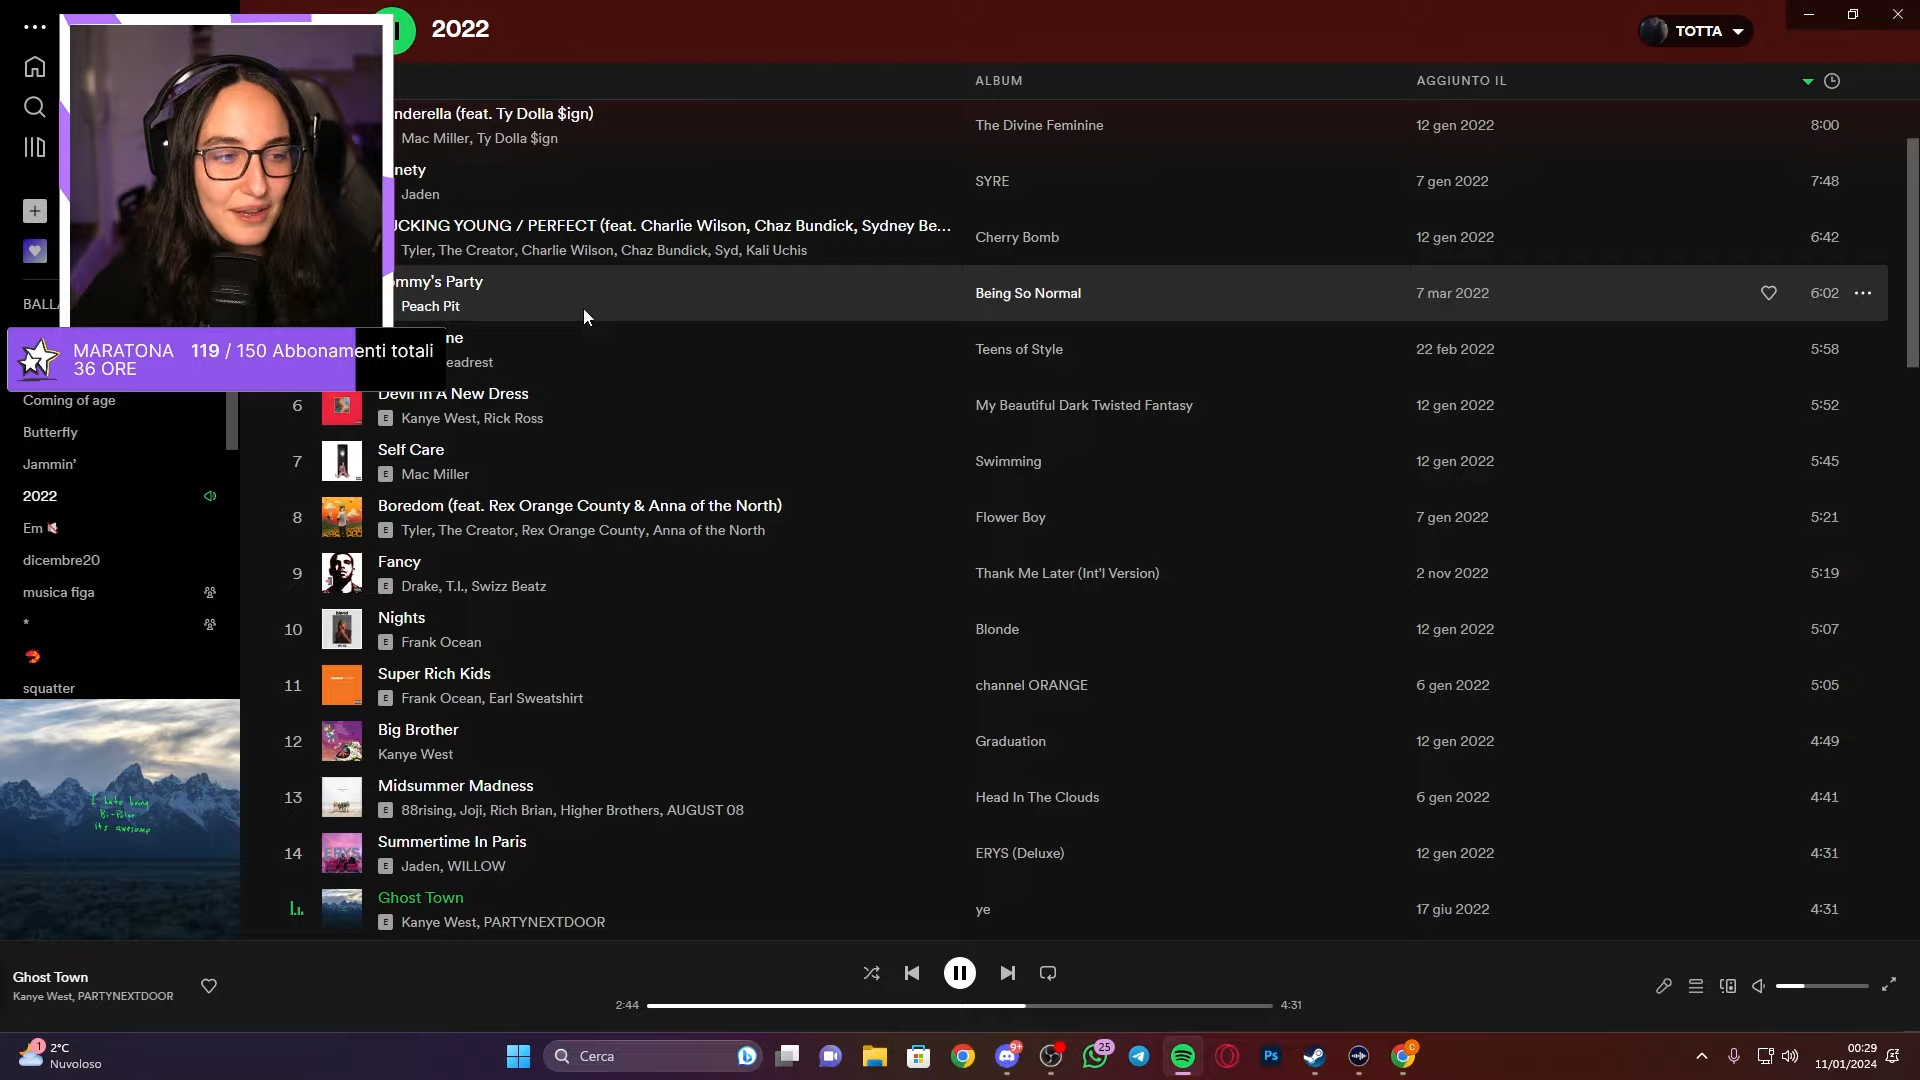 2022
TOTTA
ALBUM
AGGIUNTO IL
nderella (feat. Ty Dolla $ign)
Mac Miller, Ty Dolla $ign
The Divine Feminine
12 gen 2022
8:00
nety
Jaden
SYRE
7 gen 2022
7:48
UCKING YOUNG / PERFECT (feat. Charlie Wilson, Chaz Bundick, Sydney Be...
Tyler, The Creator, Charlie Wilson, Chaz Bundick, Syd, Kali Uchis
Cherry Bomb
12 gen 2022
6:42
ommy's Party
Peach Pit
Being So Normal
7 mar 2022
6:02
ne
eadrest
Teens of Style
22 feb 2022
5:58
BALLA
MARATONA
36 ORE
119 / 150 Abbonamenti totali
Coming of age
Butterfly
Jammin'
2022
Em
dicembre20
musica figa
*
squatter
6
Devil In A New Dress
E Kanye West, Rick Ross
My Beautiful Dark Twisted Fantasy
12 gen 2022
5:52
7
Self Care
E Mac Miller
Swimming
12 gen 2022
5:45
8
Boredom (feat. Rex Orange County & Anna of the North)
E Tyler, The Creator, Rex Orange County, Anna of the North
Flower Boy
7 gen 2022
5:21
9
Fancy
E Drake, T.I., Swizz Beatz
Thank Me Later (Int'l Version)
2 nov 2022
5:19
10
Nights
E Frank Ocean
Blonde
12 gen 2022
5:07
11
Super Rich Kids
E Frank Ocean, Earl Sweatshirt
channel ORANGE
6 gen 2022
5:05
12
Big Brother
Kanye West
Graduation
12 gen 2022
4:49
13
Midsummer Madness
E 88rising, Joji, Rich Brian, Higher Brothers, AUGUST 08
Head In The Clouds
6 gen 2022
4:41
14
Summertime In Paris
E Jaden, WILLOW
ERYS (Deluxe)
12 gen 2022
4:31
Ghost Town
E Kanye West, PARTYNEXTDOOR
ye
17 giu 2022
4:31
I hate being
Bi-Polar
its awesome
Ghost Town
Kanye West, PARTYNEXTDOOR
2:44
4:31
1
2°C
Nuvoloso
Cerca
9+
25
Ps
C
00:29
11/01/2024